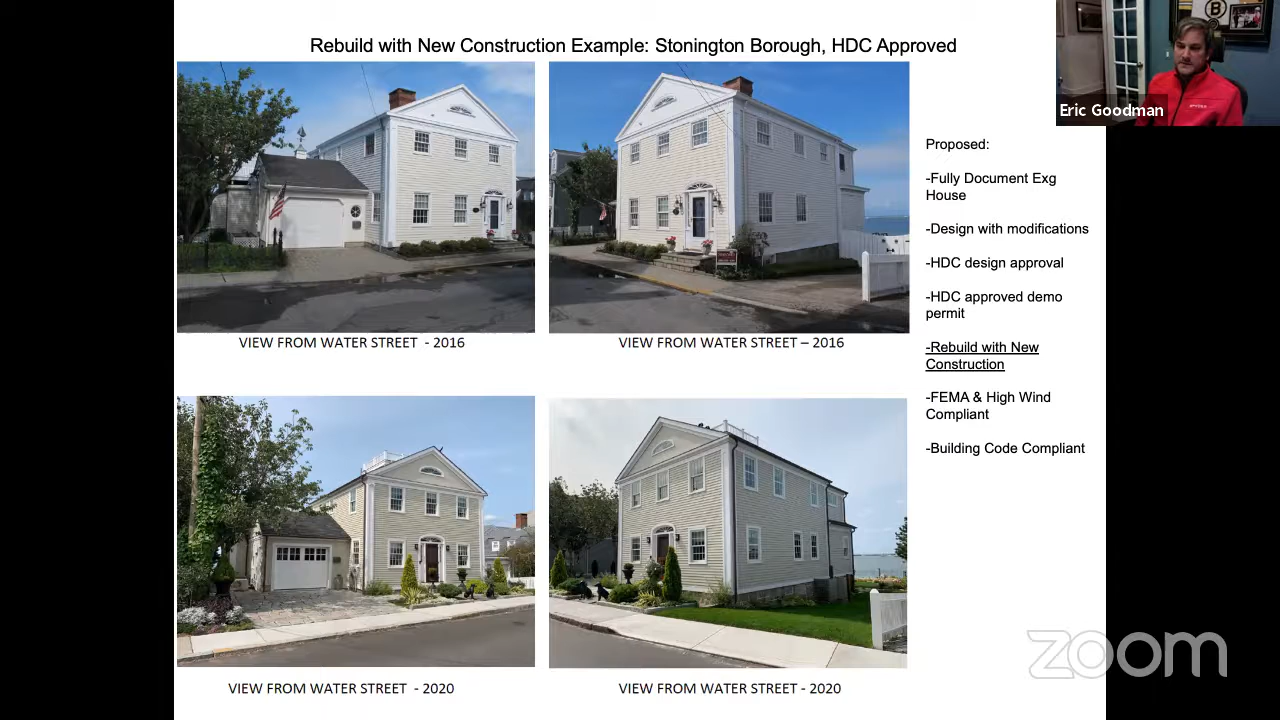 Rebuild with New Construction Example: Stonington Borough, HDC Approved
Eric Goodman
VIEW FROM WATER STREET - 2016
VIEW FROM WATER STREET – 2016
Proposed:
-Fully Document Exg
House
-Design with modifications
-HDC design approval
-HDC approved demo
permit
-Rebuild with New
Construction
-FEMA & High Wind
Compliant
-Building Code Compliant
VIEW FROM WATER STREET - 2020
VIEW FROM WATER STREET - 2020
zoom
B